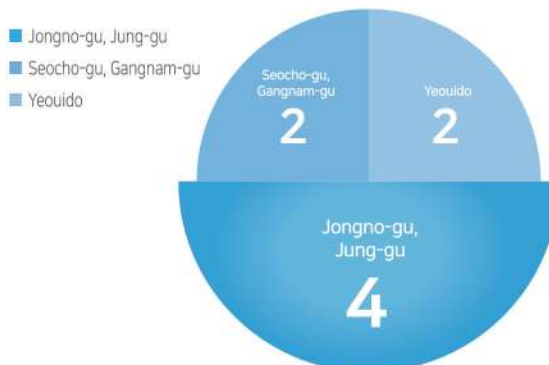 Jongno-gu, Jung-gu
Seocho-gu, Gangnam-gu
Yeouido
Seocho-gu,
Gangnam-gu
2
Yeouido
2
Jongno-gu,
Jung-gu
4